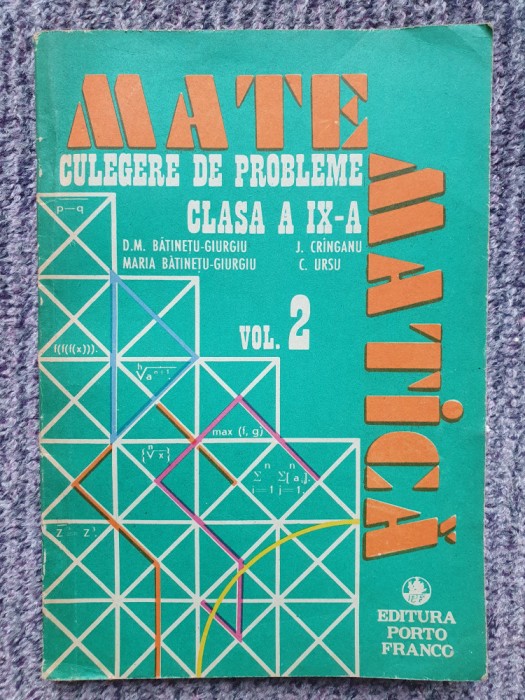 MATE
MATICĂ
CULEGERE DE PROBLEME
CLASA A IX-A
D.M. BĂTINEȚU-GIURGIU J. CRÎNGANU
MARIA BĂTINEȚU-GIURGIU C. URSU
VOL. 2
p→q
f(f(f(x))).
max (f, g)
EDITURA
PORTO
FRANCO